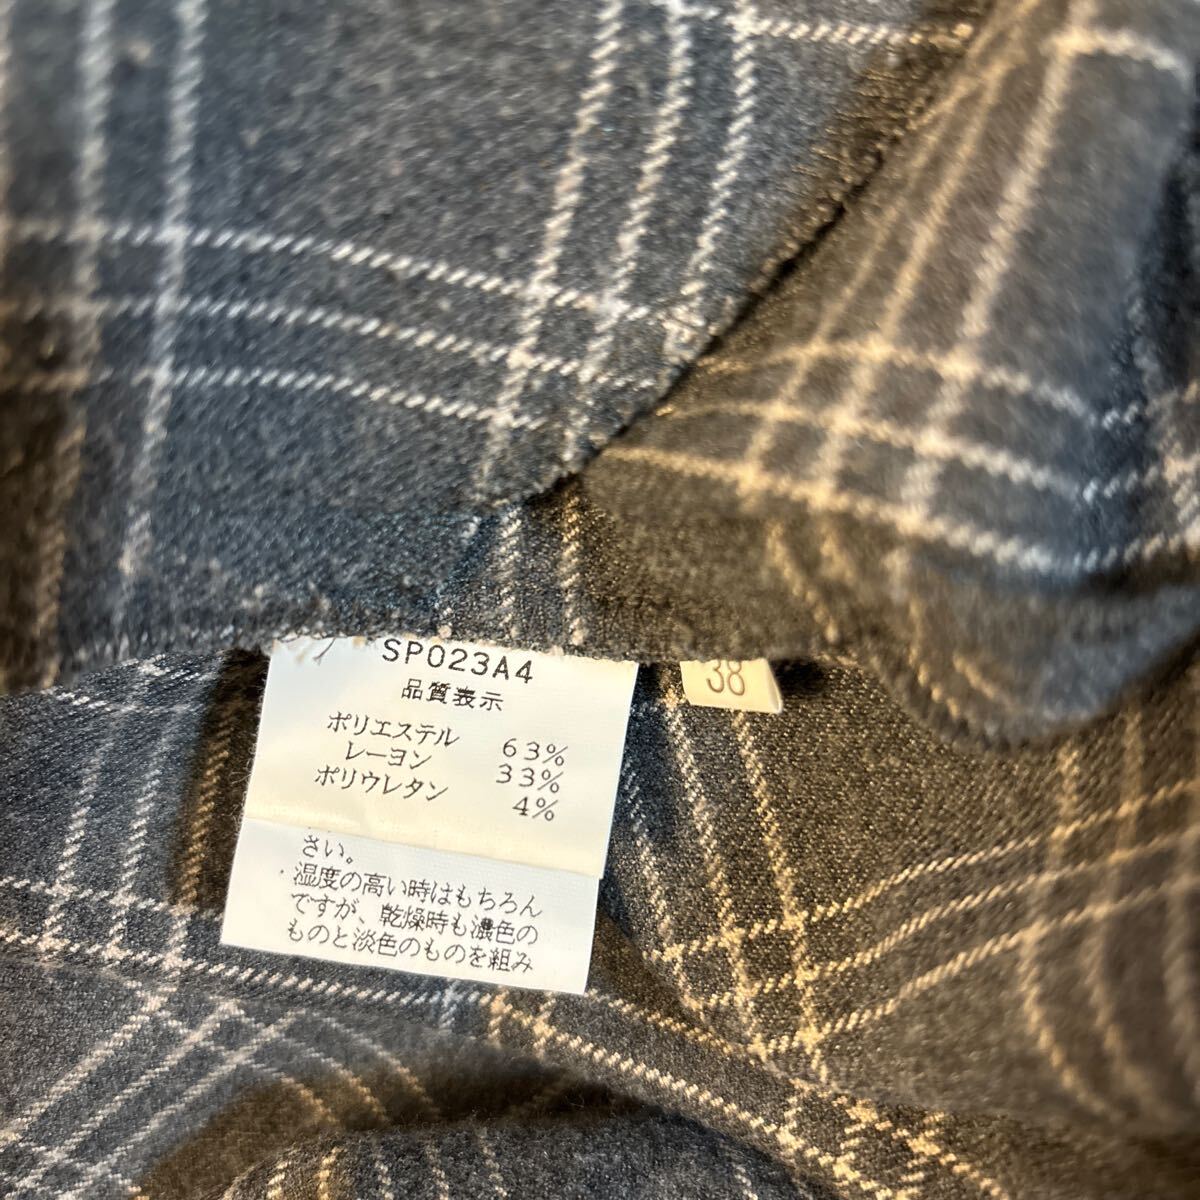 SP023A4
38
品質表示
ポリエステル 63%
レーヨン 33%
ポリウレタン 4%
さい。
・湿度の高い時はもちろん
ですが、乾燥時も濃色の
ものと淡色のものを組み